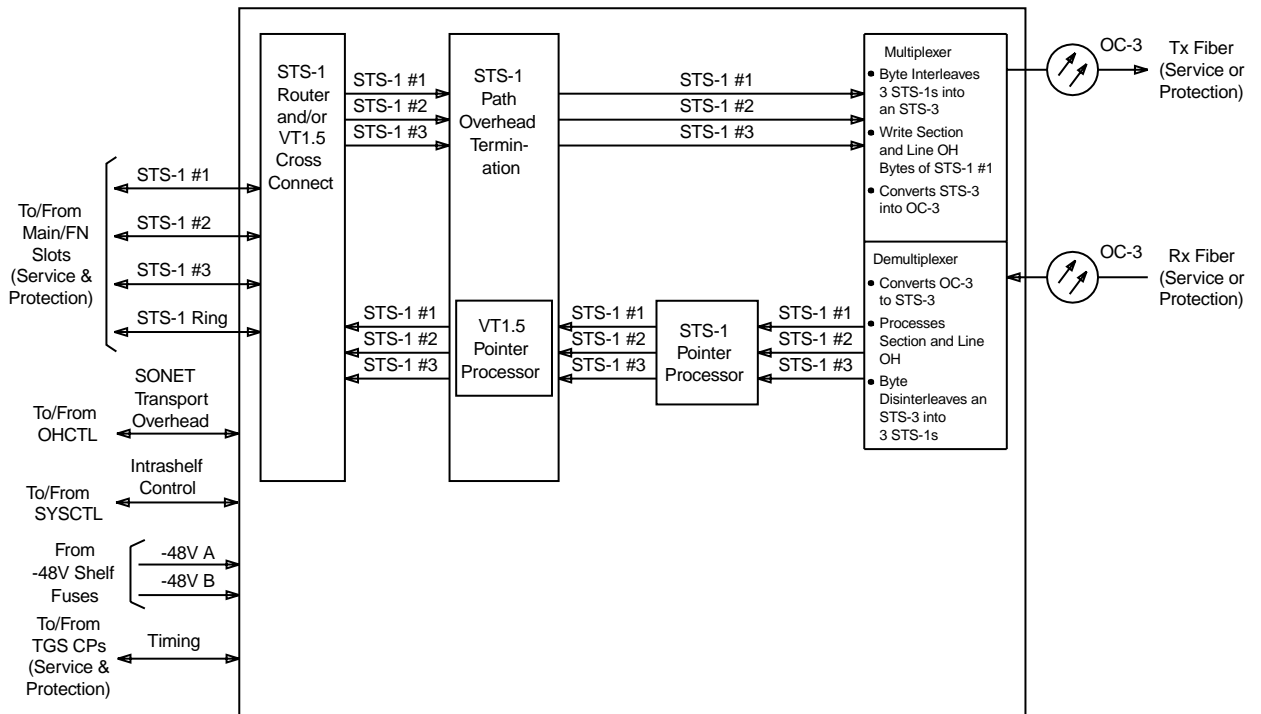 STS-1
Router
and/or
VT1.5
Cross
Connect
STS-1 #1
STS-1 #2
STS-1 #3
STS-1
Path
Overhead
Termin-
ation
STS-1 #1
STS-1 #2
STS-1 #3
Multiplexer
• Byte Interleaves
3 STS-1s into
an STS-3
• Write Section
and Line OH
Bytes of STS-1 #1
• Converts STS-3
into OC-3
OC-3
Tx Fiber
(Service or
Protection)
To/From
Main/FN
Slots
(Service &
Protection)
STS-1 #1
STS-1 #2
STS-1 #3
STS-1 Ring
STS-1 #1
STS-1 #2
STS-1 #3
VT1.5
Pointer
Processor
STS-1 #1
STS-1 #2
STS-1 #3
STS-1
Pointer
Processor
STS-1 #1
STS-1 #2
STS-1 #3
Demultiplexer
• Converts OC-3
to STS-3
• Processes
Section and Line
OH
• Byte
Disinterleaves an
STS-3 into
3 STS-1s
OC-3
Rx Fiber
(Service or
Protection)
SONET
Transport
Overhead
To/From
OHCTL
Intrashelf
Control
To/From
SYSCTL
From
-48V Shelf
Fuses
-48V A
-48V B
To/From
TGS CPs
(Service &
Protection)
Timing